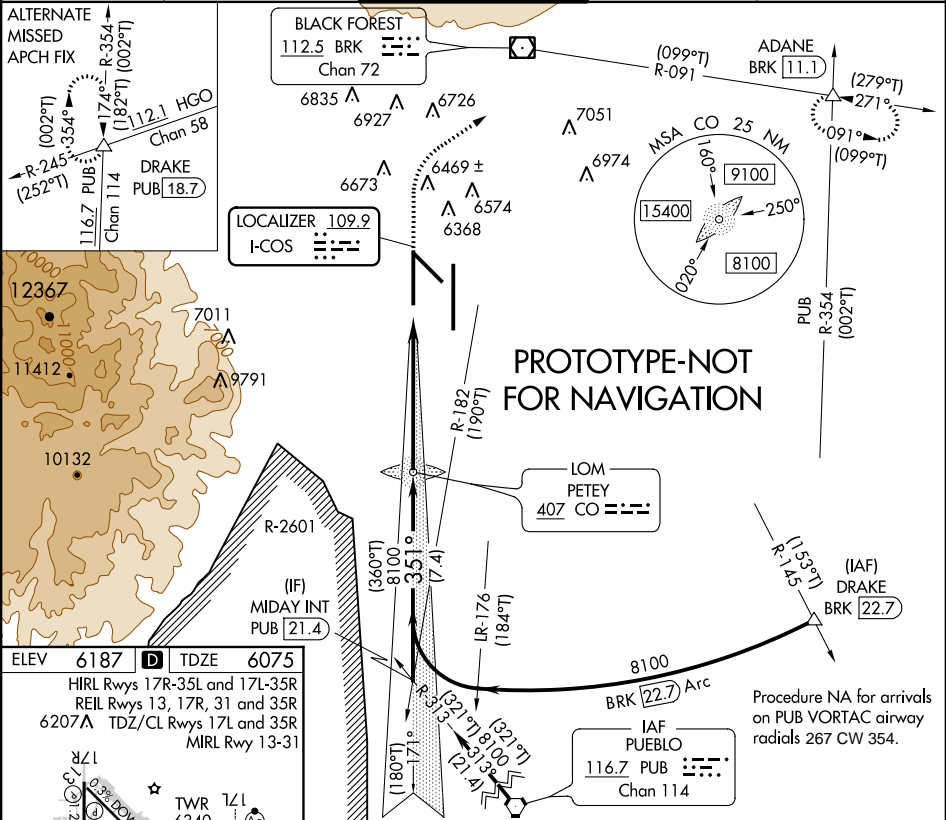 ALTERNATE
MISSED
APCH FIX
R-354
(002°T)
174°
(182°T)
(002°T)
354°
112.1 HGO
Chan 58
R-245
(252°T)
DRAKE
PUB 18.7
116.7 PUB
Chan 114
BLACK FOREST
112.5 BRK
Chan 72
(099°T)
R-091
ADANE
BRK 11.1
(279°T)
271°
091°
(099°T)
6835
6927
6726
7051
6974
6673
6469 ±
6574
6368
MSA CO 25 NM
160°
9100
15400
250°
020°
8100
LOCALIZER 109.9
I-COS
PUB
R-354
(002°T)
10000
12367
11000
11412
10132
7011
7000
9791
PROTOTYPE-NOT
FOR NAVIGATION
R-182
(190°T)
LOM
PETEY
407 CO
R-2601
(360°T)
8100
351°
(7.4)
(IF)
MIDAY INT
PUB 21.4
LR-176
(184°T)
(153°T)
R-145
(IAF)
DRAKE
BRK 22.7
8100
BRK 22.7 Arc
R-313
(321°T)
8100
(321°T)
313°
(21.4)
(180°T)
171°
IAF
PUEBLO
116.7 PUB
Chan 114
Procedure NA for arrivals
on PUB VORTAC airway
radials 267 CW 354.
ELEV 6187 D TDZE 6075
HIRL Rwys 17R-35L and 17L-35R
REIL Rwys 13, 17R, 31 and 35R
6207 TDZ/CL Rwys 17L and 35R
MIRL Rwy 13-31
17R
13
0.3% DOW
P
P
TWR
6340
17L